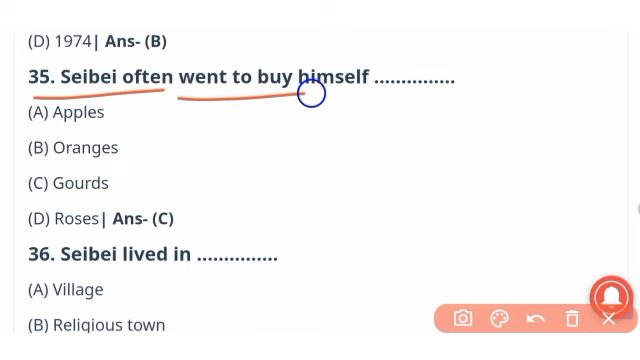 (D) 1974| Ans- (B)
35. Seibei often went to buy himself ...............
(A) Apples
(B) Oranges
(C) Gourds
(D) Roses| Ans- (C)
36. Seibei lived in ...............
(A) Village
(B) Religious town